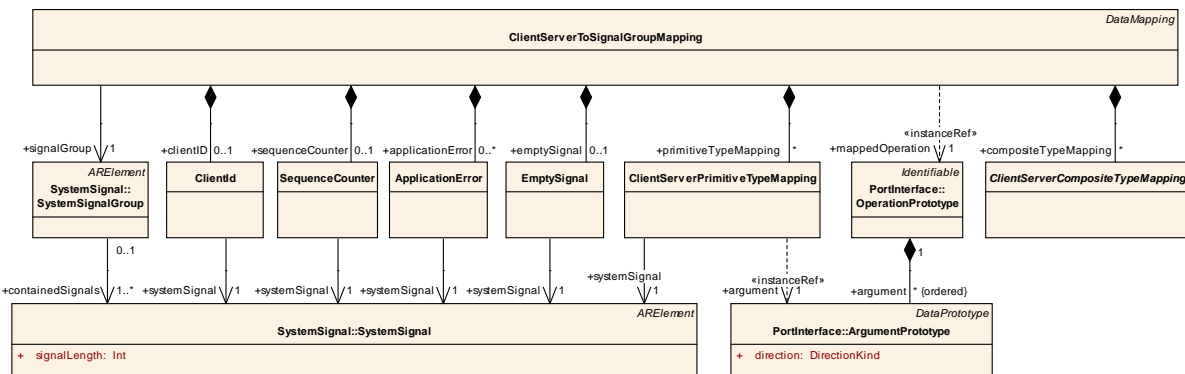 DataMapping
ClientServerToSignalGroupMapping
+signalGroup 1
+clientID 0..1
+sequenceCounter 0..1
+applicationError 0..*
+emptySignal 0..1
+primitiveTypeMapping *
«instanceRef»
+mappedOperation 1
+compositeTypeMapping *
ARElement
SystemSignal::
SystemSignalGroup
ClientId
SequenceCounter
ApplicationError
EmptySignal
ClientServerPrimitiveTypeMapping
Identifiable
PortInterface::
OperationPrototype
ClientServerCompositeTypeMapping
0..1
1
+systemSignal
«instanceRef»
+containedSignals 1..*
+systemSignal 1
+systemSignal 1
+systemSignal 1
+systemSignal 1
1
+argument 1
+argument * {ordered}
ARElement
SystemSignal::SystemSignal
+ signalLength: Int
DataPrototype
PortInterface::ArgumentPrototype
+ direction: DirectionKind